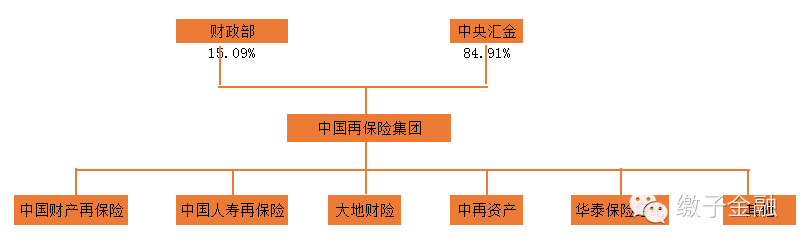 财政部
中央汇金
15.09%
84.91%
中国再保险集团
中国财产再保险
中国人寿再保险
大地财险
中再资产
华泰保险
缴子金融